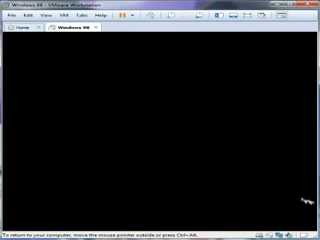 Windows 98 - VMware Workstation
File Edit View VM Tabs Help
Home Windows 98
To return to your computer, move the mouse pointer outside or press Ctrl+Alt.